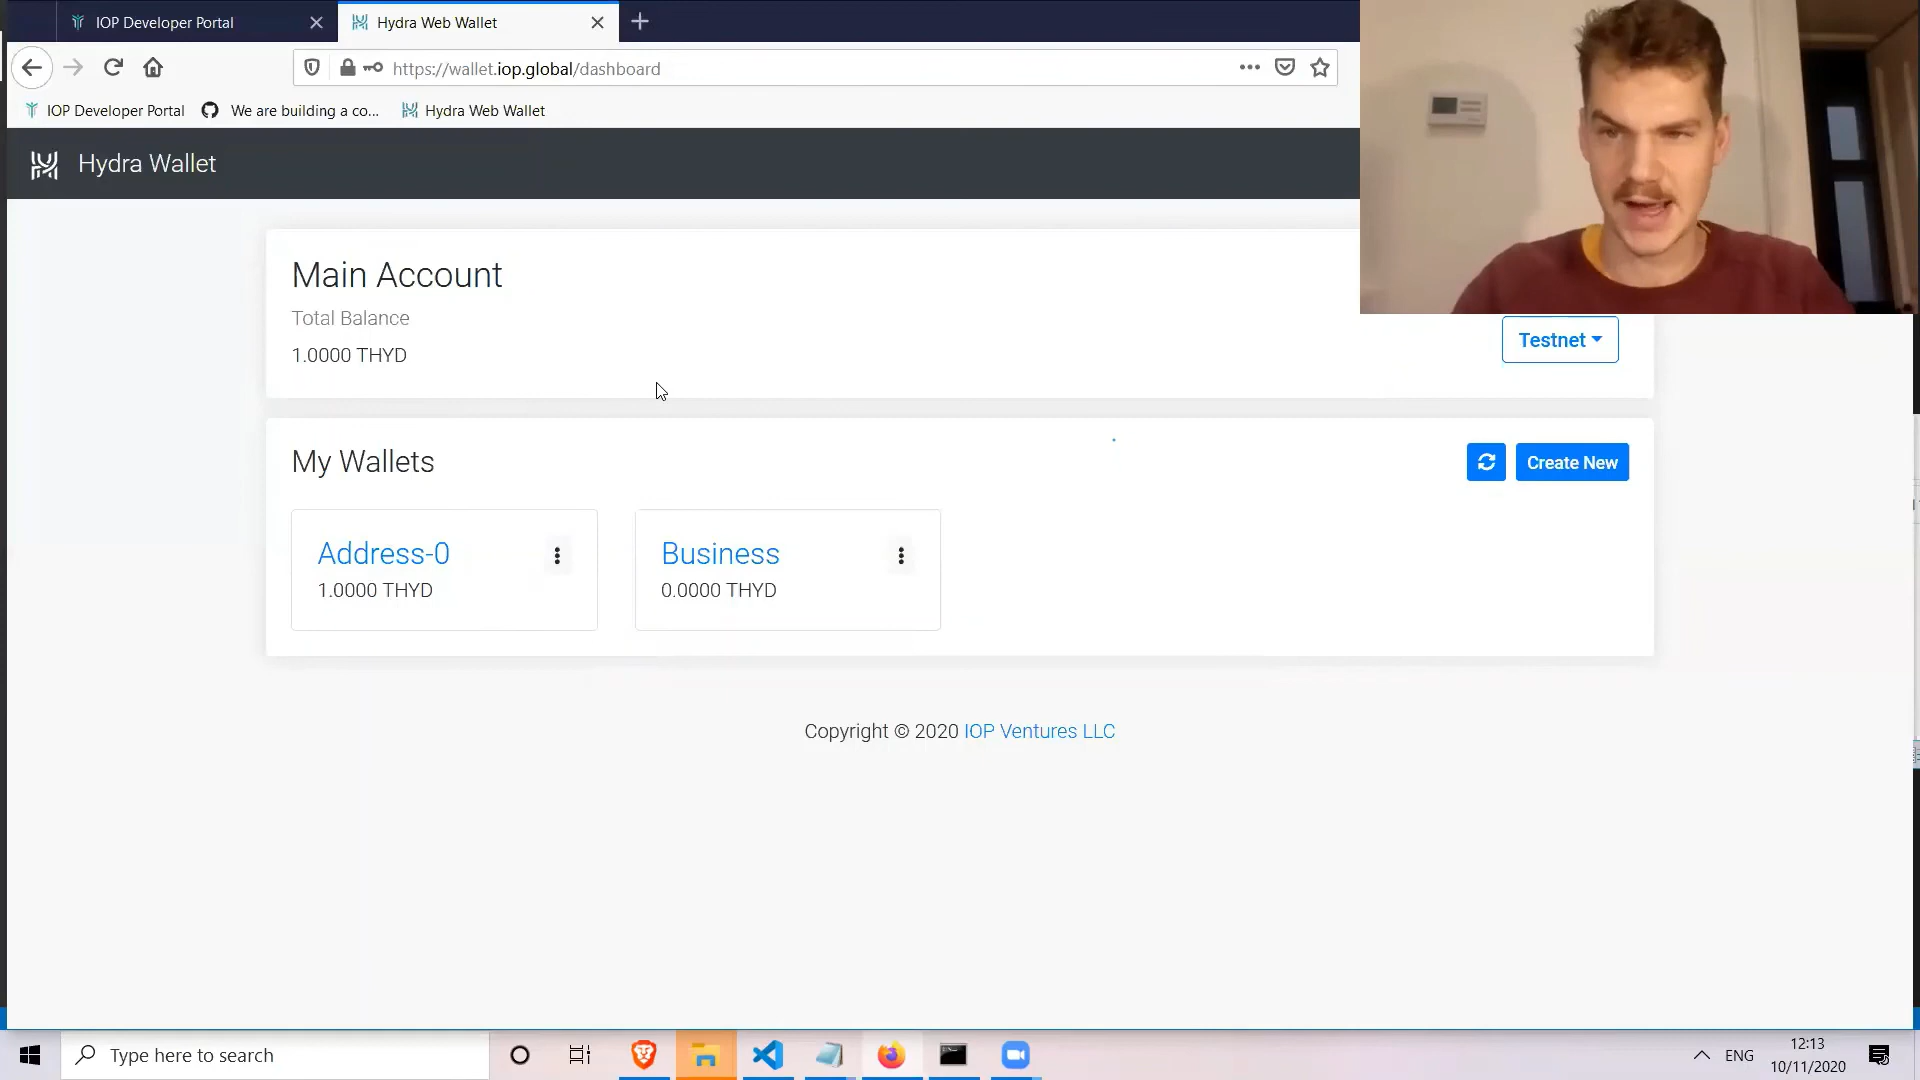 IOP Developer Portal
Hydra Web Wallet
https://wallet.iop.global/dashboard
IOP Developer Portal
We are building a co...
Hydra Web Wallet
Hydra Wallet
Main Account
Total Balance
1.0000 THYD
Testnet
My Wallets
Create New
Address-0
1.0000 THYD
Business
0.0000 THYD
Copyright © 2020 IOP Ventures LLC
Type here to search
ENG
12:13
10/11/2020